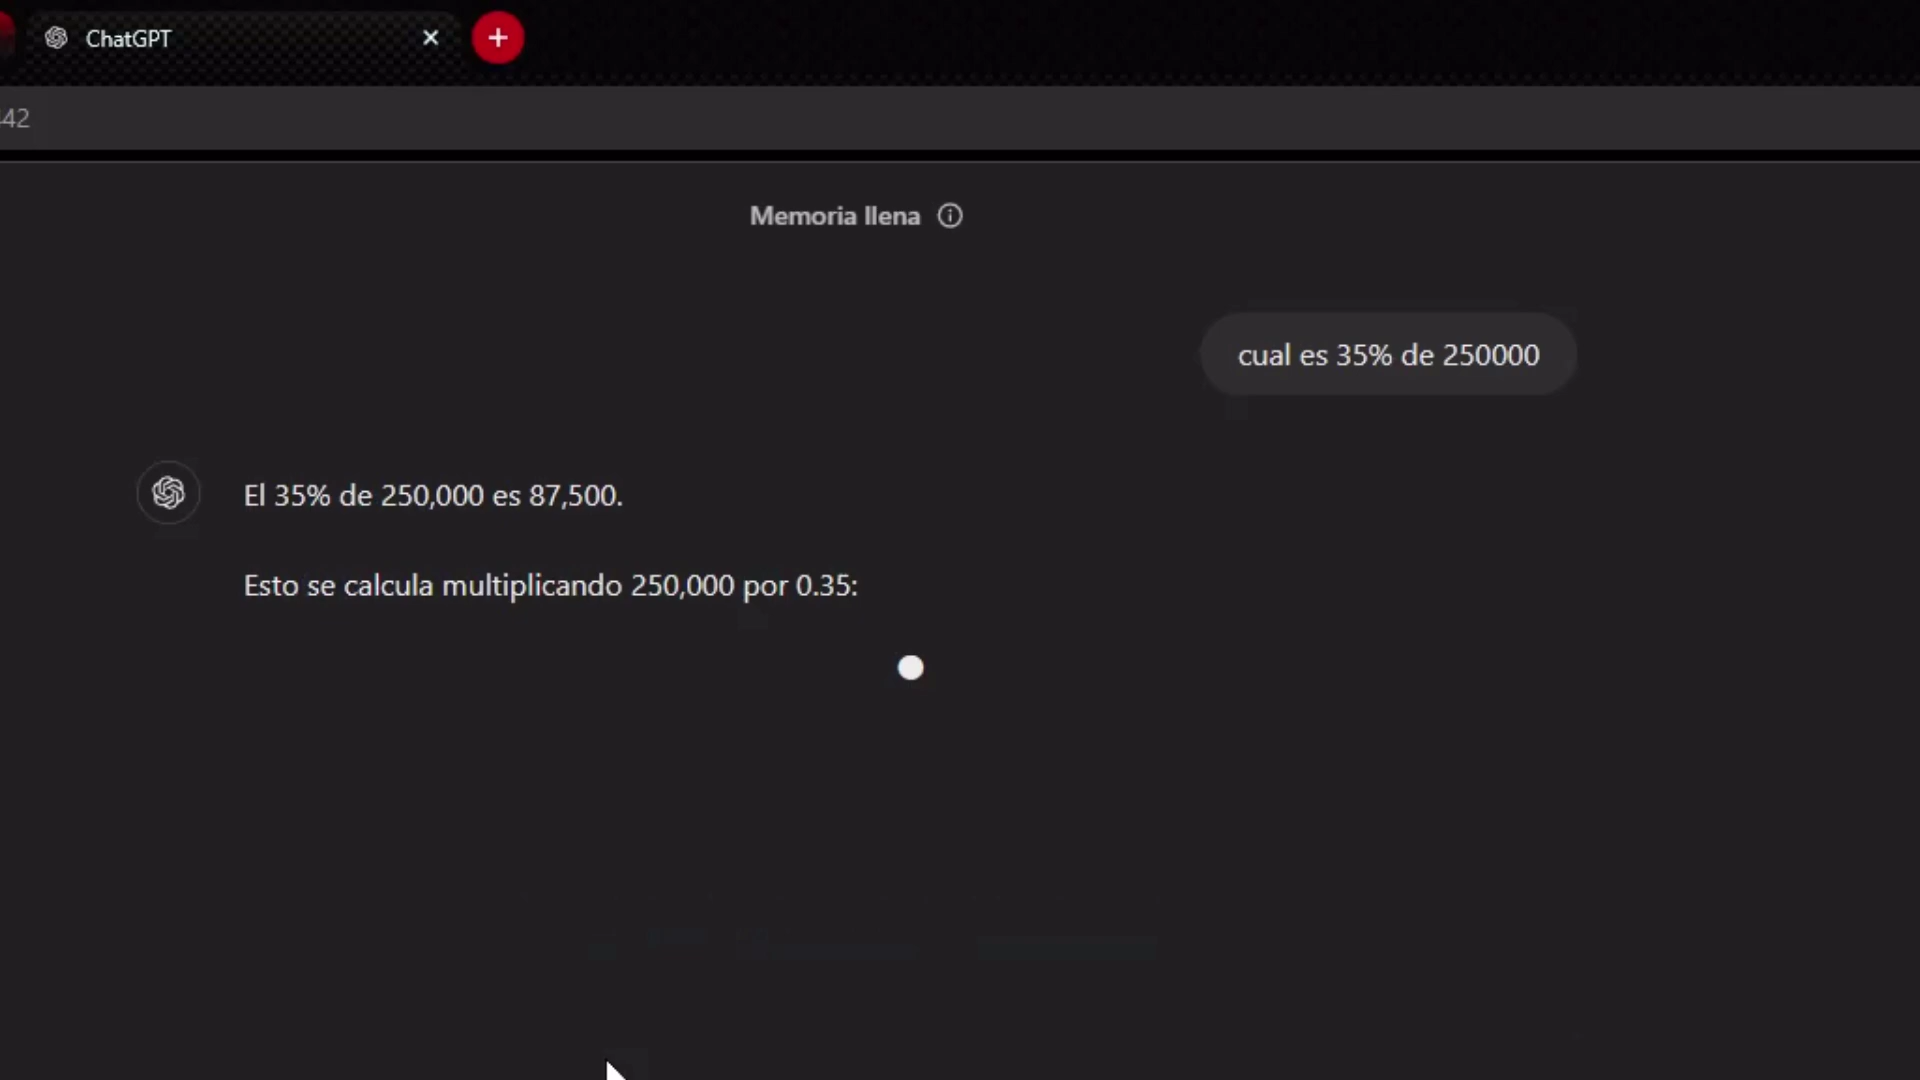 ChatGPT
442
Memoria llena
cual es 35% de 250000
El 35% de 250,000 es 87,500.
Esto se calcula multiplicando 250,000 por 0.35: